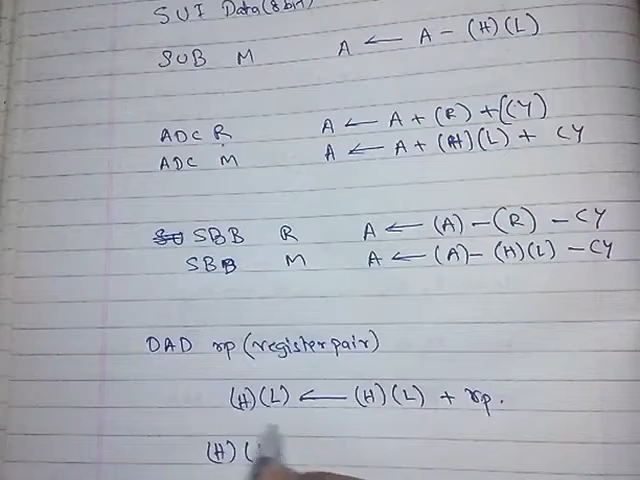 SUI Data(8 bit)
SUB M A ← A - (H)(L)
ADC R A ← A + (R) + (CY)
ADC M A ← A + (H)(L) + CY
SBB R A ← (A) - (R) - CY
SBB M A ← (A) - (H)(L) - CY
DAD rp (register pair)
(H)(L) ← (H)(L) + rp.
(H) (